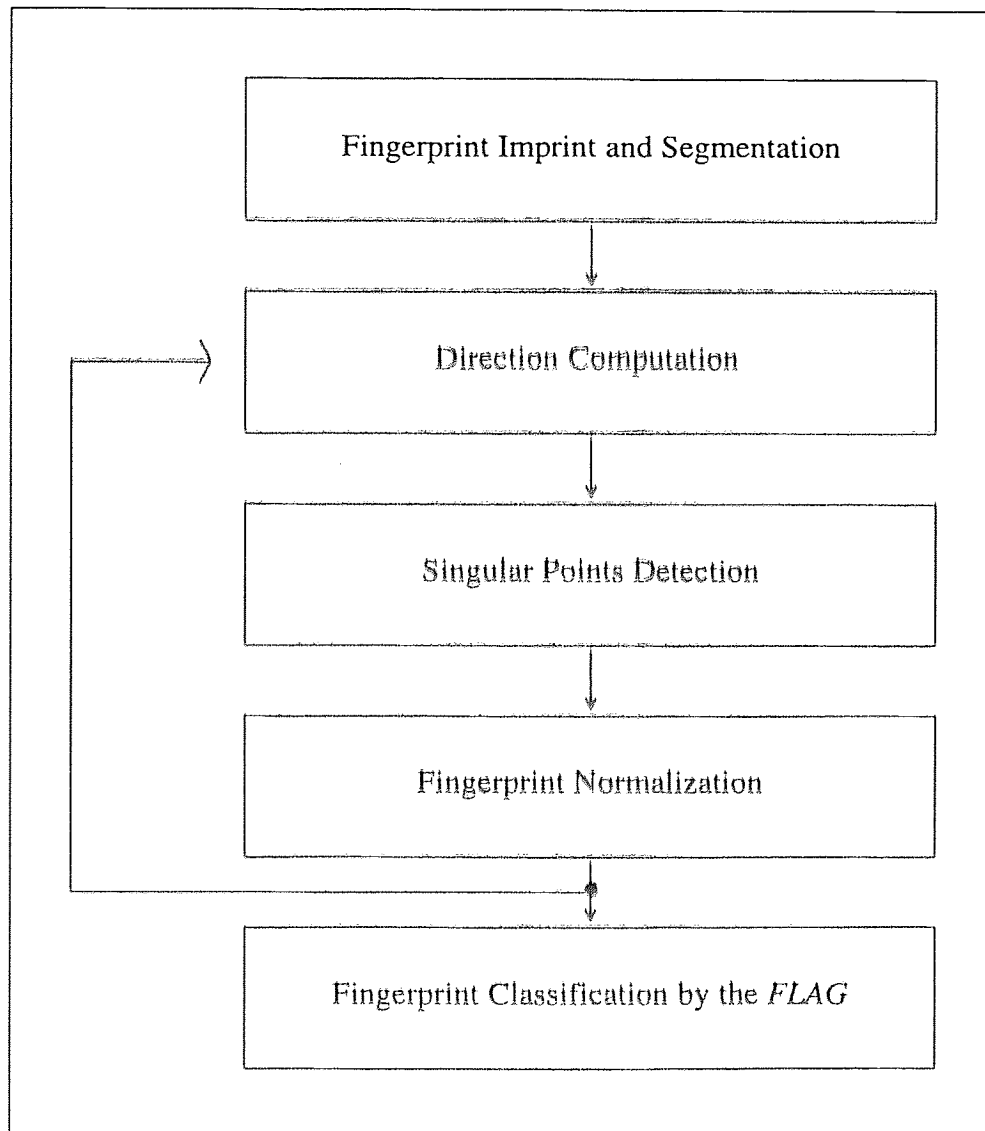 Fingerprint Imprint and Segmentation
Direction Computation
Singular Points Detection
Fingerprint Normalization
Fingerprint Classification by the FLAG